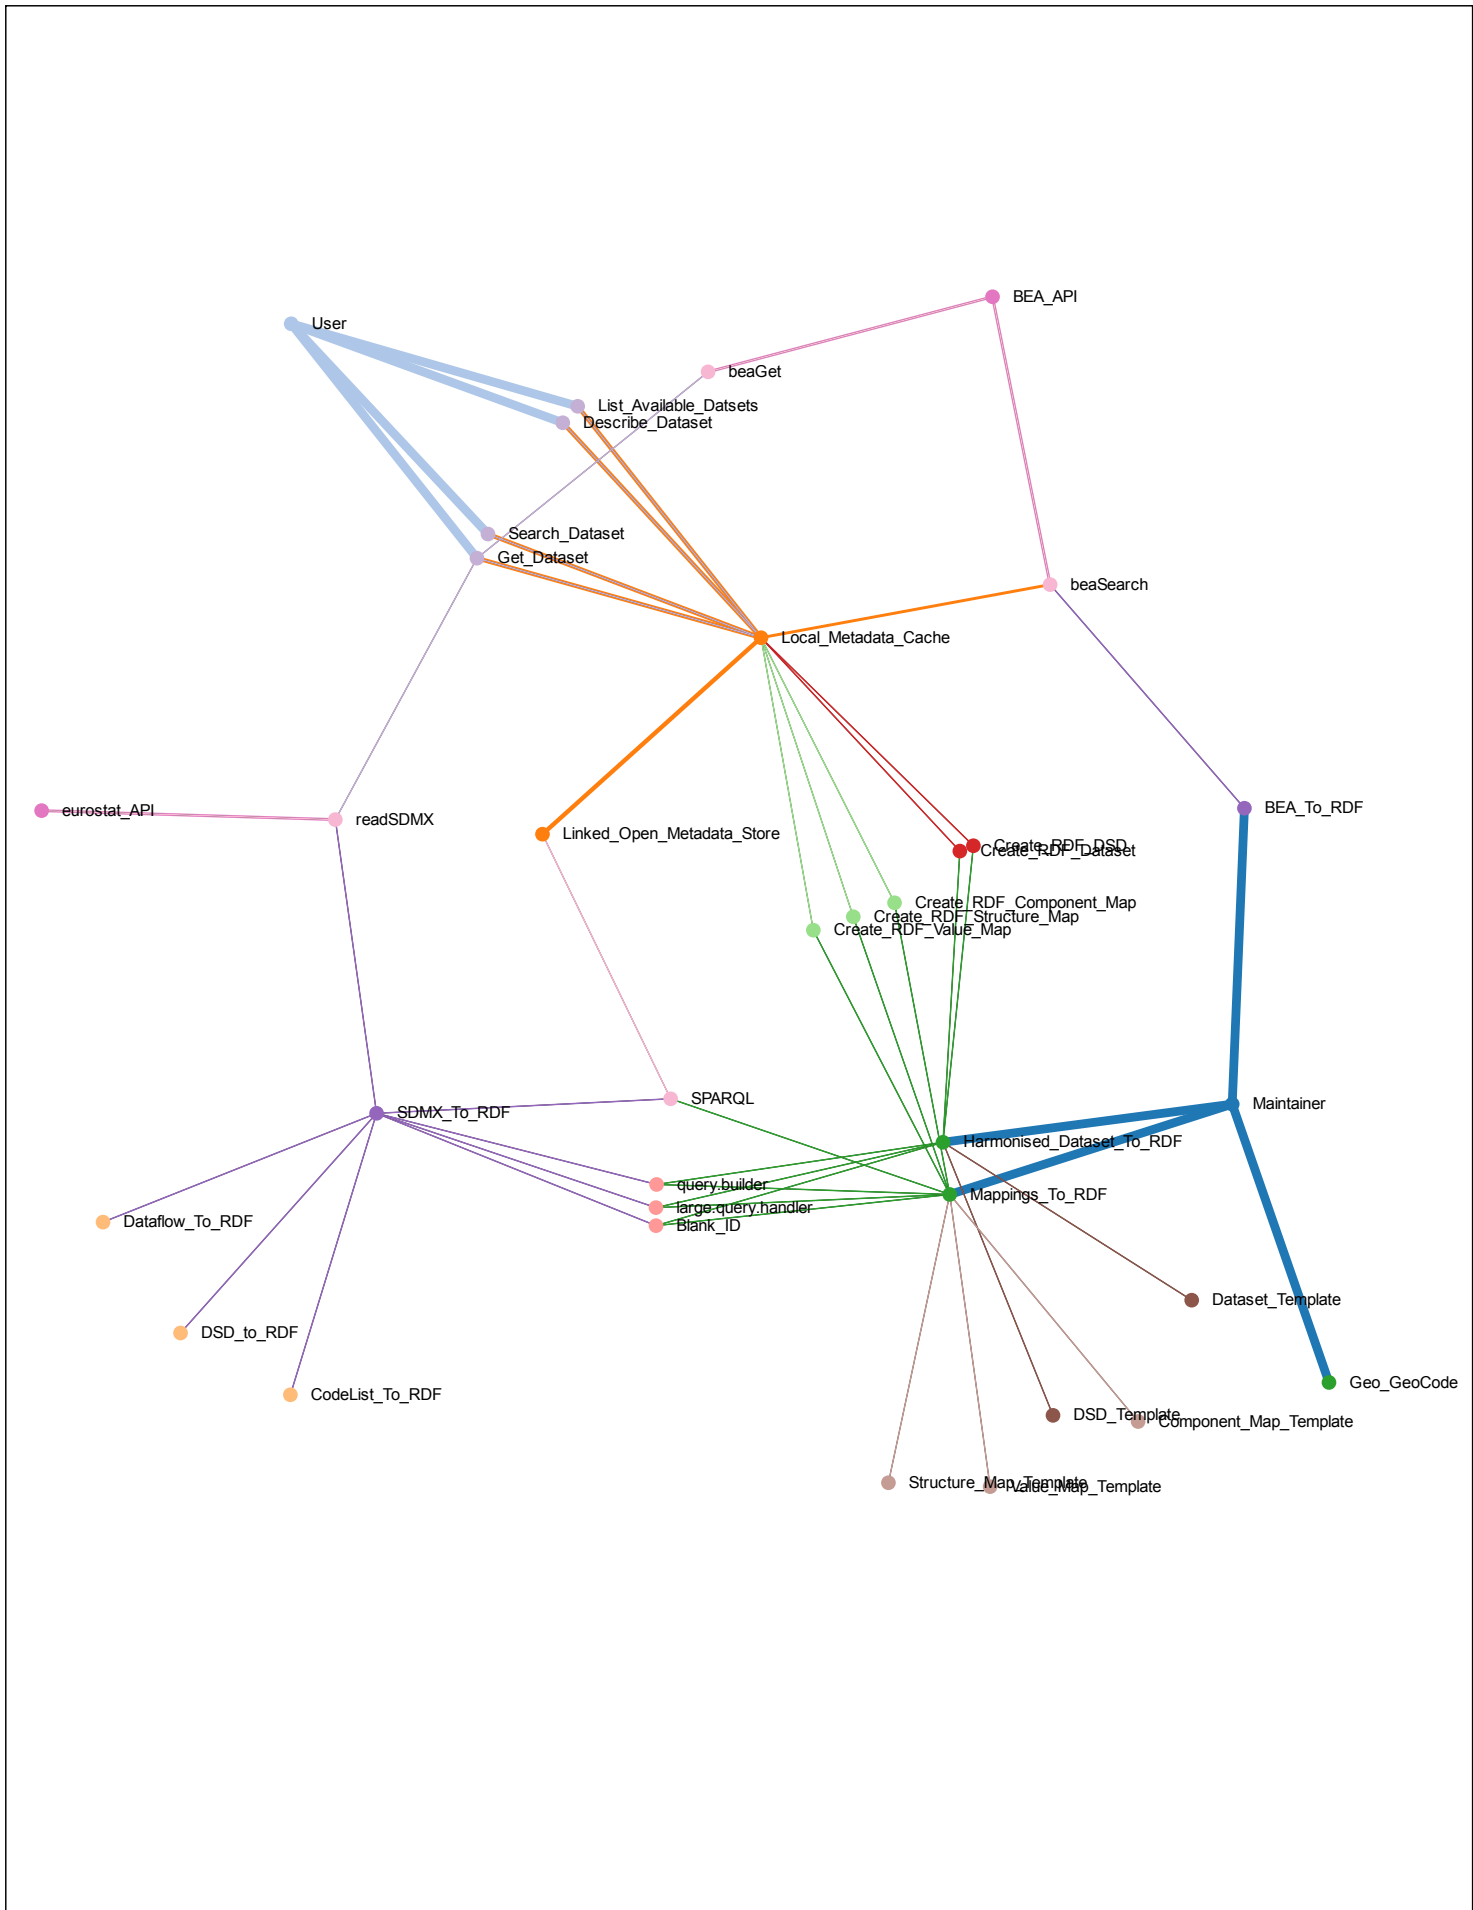 BEA_API
User
beaGet
List_Available_Datsets
Describe_Dataset
Search_Dataset
Get_Dataset
beaSearch
Local_Metadata_Cache
eurostat_API
readSDMX
Linked_Open_Metadata_Store
BEA_To_RDF
Create_RDF_DSD
Create_RDF_Dataset
Create_RDF_Component_Map
Create_RDF_Structure_Map
Create_RDF_Value_Map
SPARQL
Maintainer
SDMX_To_RDF
Harmonised_Dataset_To_RDF
query.builder
Mappings_To_RDF
large.query.handler
Dataflow_To_RDF
Blank_ID
Dataset_Template
DSD_to_RDF
Geo_GeoCode
CodeList_To_RDF
DSD_Template
Component_Map_Template
Structure_Map_Template
Value_Map_Template